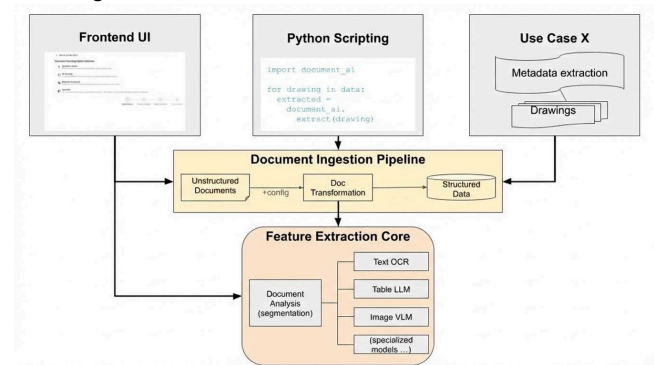 Frontend UI
Python Scripting
Use Case X
import document_ai
for drawing in data:
extracted =
document_ai.
extract(drawing)
Metadata extraction
Drawings
Document Ingestion Pipeline
Unstructured
Documents
+config
Doc
Transformation
Structured
Data
Feature Extraction Core
Document
Analysis
(segmentation)
Text OCR
Table LLM
Image VLM
(specialized
models ...)